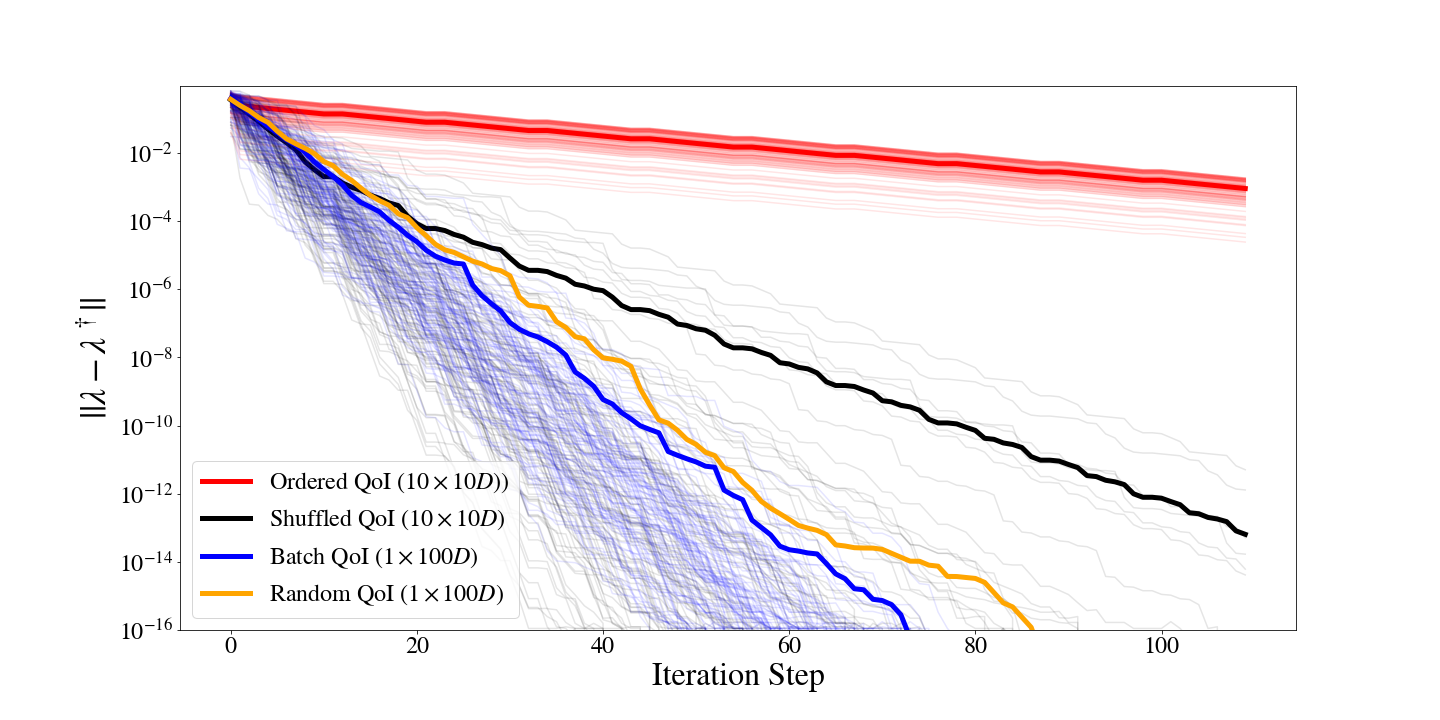 ||λ − λ†||
10⁻²
10⁻⁴
10⁻⁶
10⁻⁸
10⁻¹⁰
10⁻¹²
10⁻¹⁴
10⁻¹⁶
Ordered QoI (10 × 10D))
Shuffled QoI (10 × 10D)
Batch QoI (1 × 100D)
Random QoI (1 × 100D)
0 20 40 60 80 100
Iteration Step